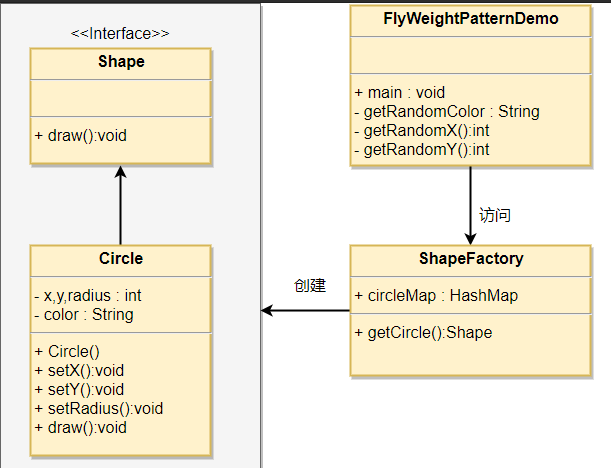 <<Interface>>
Shape
+ draw():void
Circle
- x,y,radius : int
- color : String
+ Circle()
+ setX():void
+ setY():void
+ setRadius():void
+ draw():void
创建
FlyWeightPatternDemo
+ main : void
- getRandomColor : String
- getRandomX():int
- getRandomY():int
访问
ShapeFactory
+ circleMap : HashMap
+ getCircle():Shape